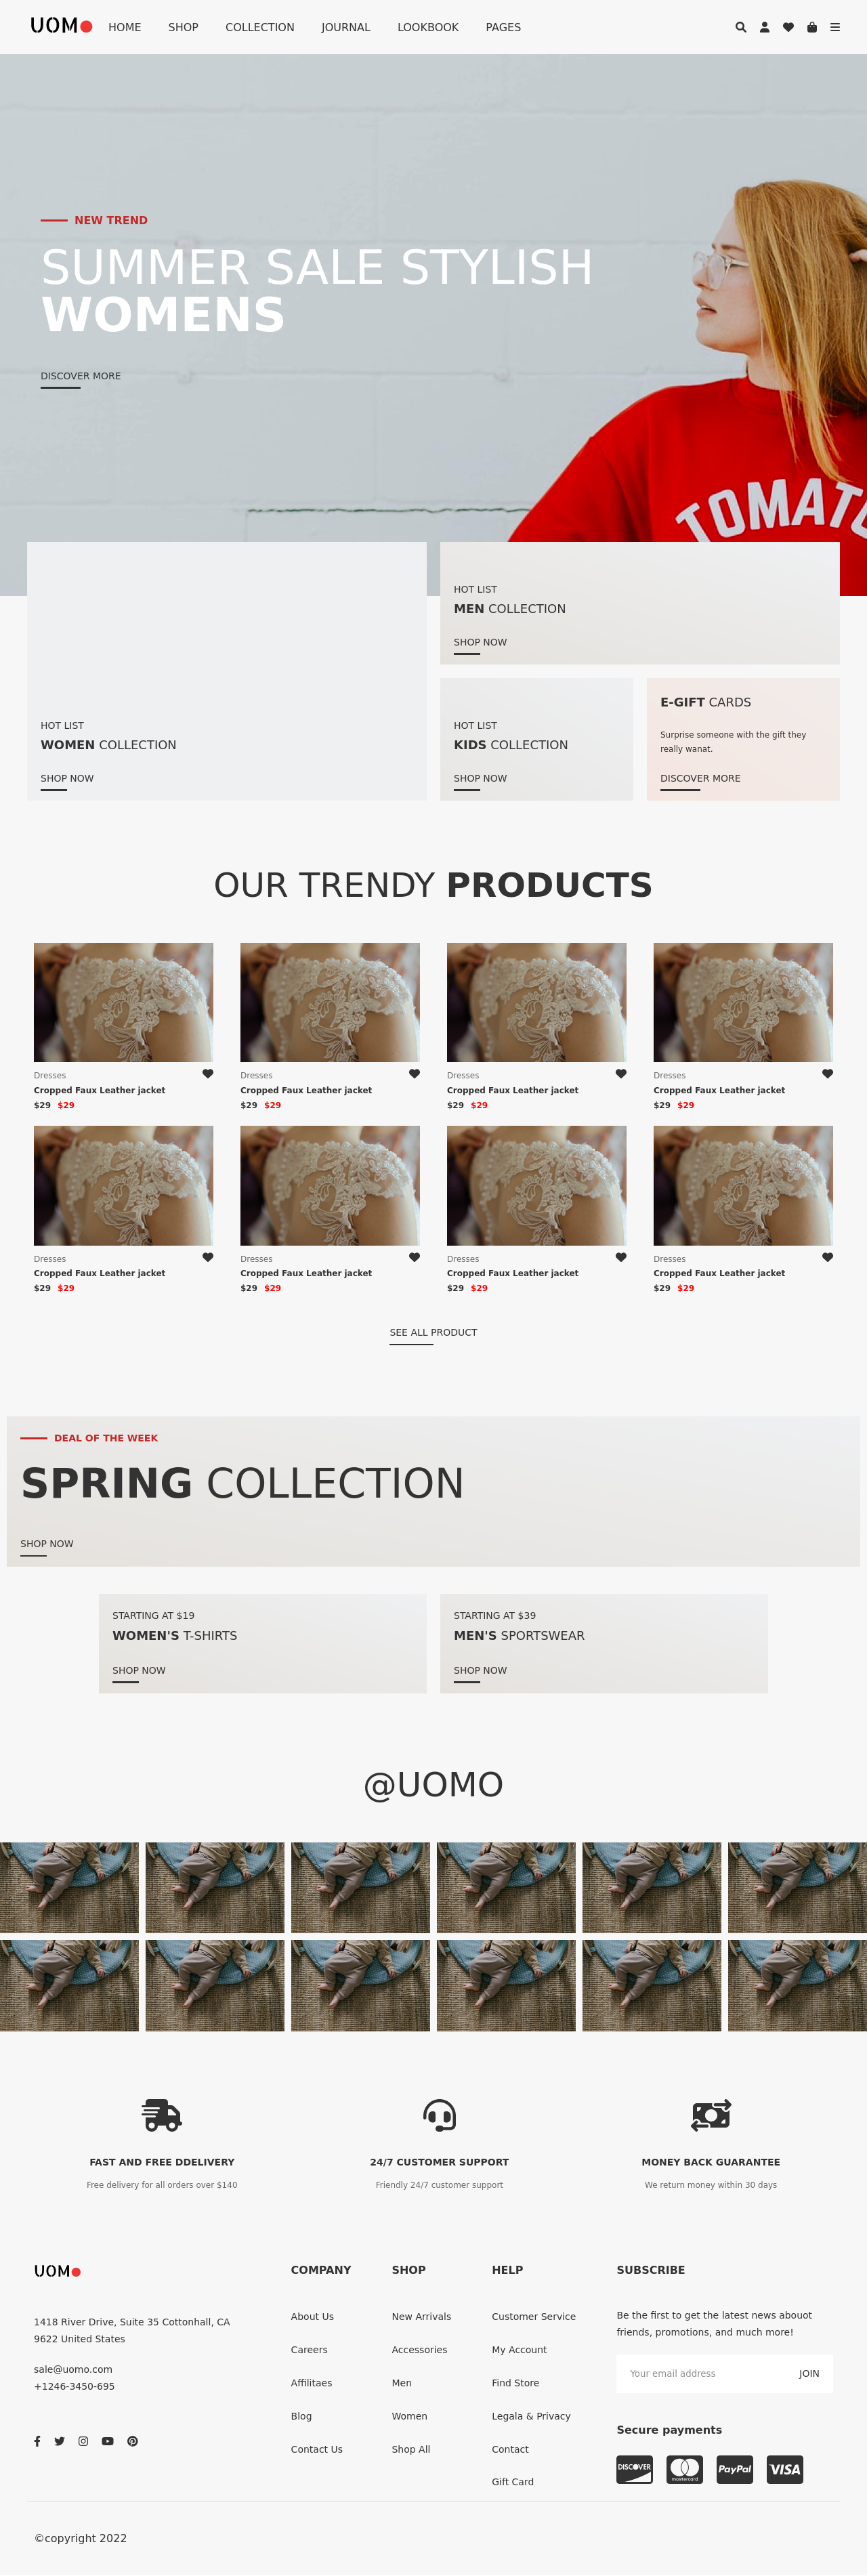 UOMO
HOME SHOP COLLECTION JOURNAL LOOKBOOK PAGES
NEW TREND
SUMMER SALE STYLISH
WOMENS
DISCOVER MORE
TOMATO
HOT LIST
WOMEN COLLECTION
SHOP NOW
HOT LIST
MEN COLLECTION
SHOP NOW
HOT LIST
KIDS COLLECTION
SHOP NOW
E-GIFT CARDS
Surprise someone with the gift they
really wanat.
DISCOVER MORE
OUR TRENDY PRODUCTS
Dresses
Cropped Faux Leather jacket
$29 $29
Dresses
Cropped Faux Leather jacket
$29 $29
Dresses
Cropped Faux Leather jacket
$29 $29
Dresses
Cropped Faux Leather jacket
$29 $29
Dresses
Cropped Faux Leather jacket
$29 $29
Dresses
Cropped Faux Leather jacket
$29 $29
Dresses
Cropped Faux Leather jacket
$29 $29
Dresses
Cropped Faux Leather jacket
$29 $29
SEE ALL PRODUCT
DEAL OF THE WEEK
SPRING COLLECTION
SHOP NOW
STARTING AT $19
WOMEN'S T-SHIRTS
SHOP NOW
STARTING AT $39
MEN'S SPORTSWEAR
SHOP NOW
@UOMO
FAST AND FREE DDELIVERY
Free delivery for all orders over $140
24/7 CUSTOMER SUPPORT
Friendly 24/7 customer support
MONEY BACK GUARANTEE
We return money within 30 days
UOMO
1418 River Drive, Suite 35 Cottonhall, CA
9622 United States
sale@uomo.com
+1246-3450-695
COMPANY
About Us
Careers
Affilitaes
Blog
Contact Us
SHOP
New Arrivals
Accessories
Men
Women
Shop All
HELP
Customer Service
My Account
Find Store
Legala & Privacy
Contact
Gift Card
SUBSCRIBE
Be the first to get the latest news abouot
friends, promotions, and much more!
Your email address JOIN
Secure payments
DISCOVER mastercard PayPal VISA
©copyright 2022